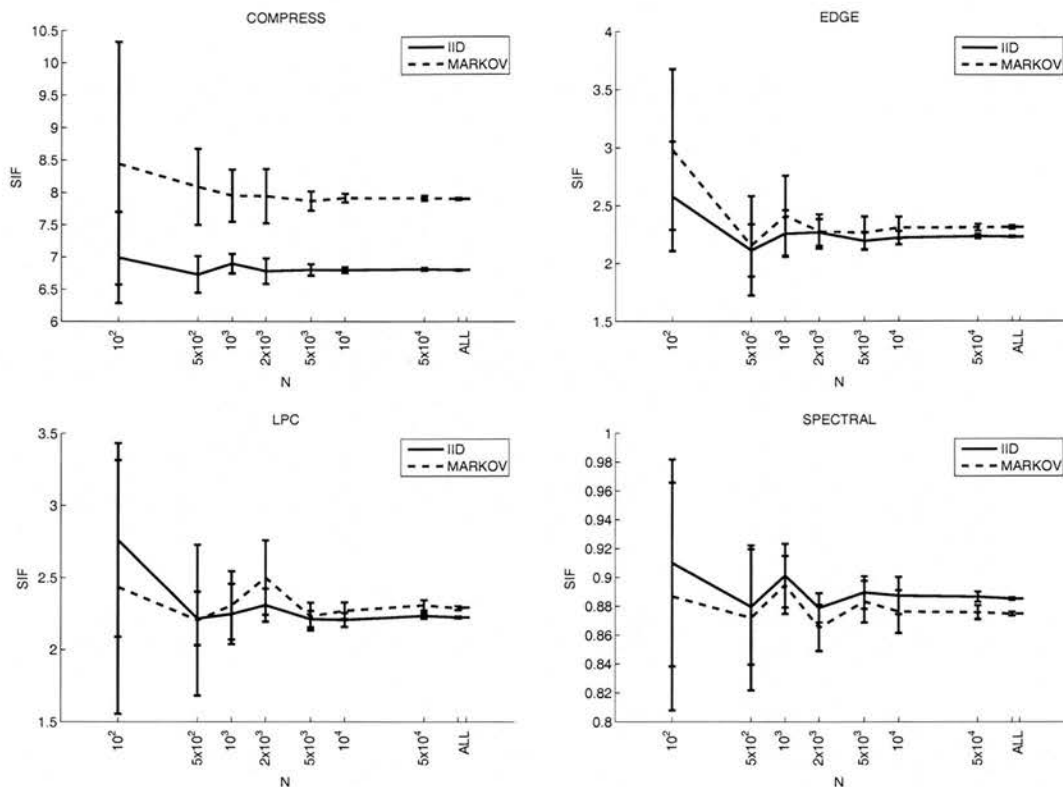 COMPRESS
10.5
10
9.5
9
8.5
8
7.5
7
6.5
6
SIF
IID
MARKOV
10²
5x10²
10³
2x10³
5x10³
10⁴
5x10⁴
ALL
N
EDGE
4
3.5
3
2.5
2
1.5
SIF
IID
MARKOV
10²
5x10²
10³
2x10³
5x10³
10⁴
5x10⁴
ALL
N
LPC
3.5
3
2.5
2
1.5
SIF
IID
MARKOV
10²
5x10²
10³
2x10³
5x10³
10⁴
5x10⁴
ALL
N
SPECTRAL
1
0.98
0.96
0.94
0.92
0.9
0.88
0.86
0.84
0.82
0.8
SIF
IID
MARKOV
10²
5x10²
10³
2x10³
5x10³
10⁴
5x10⁴
ALL
N